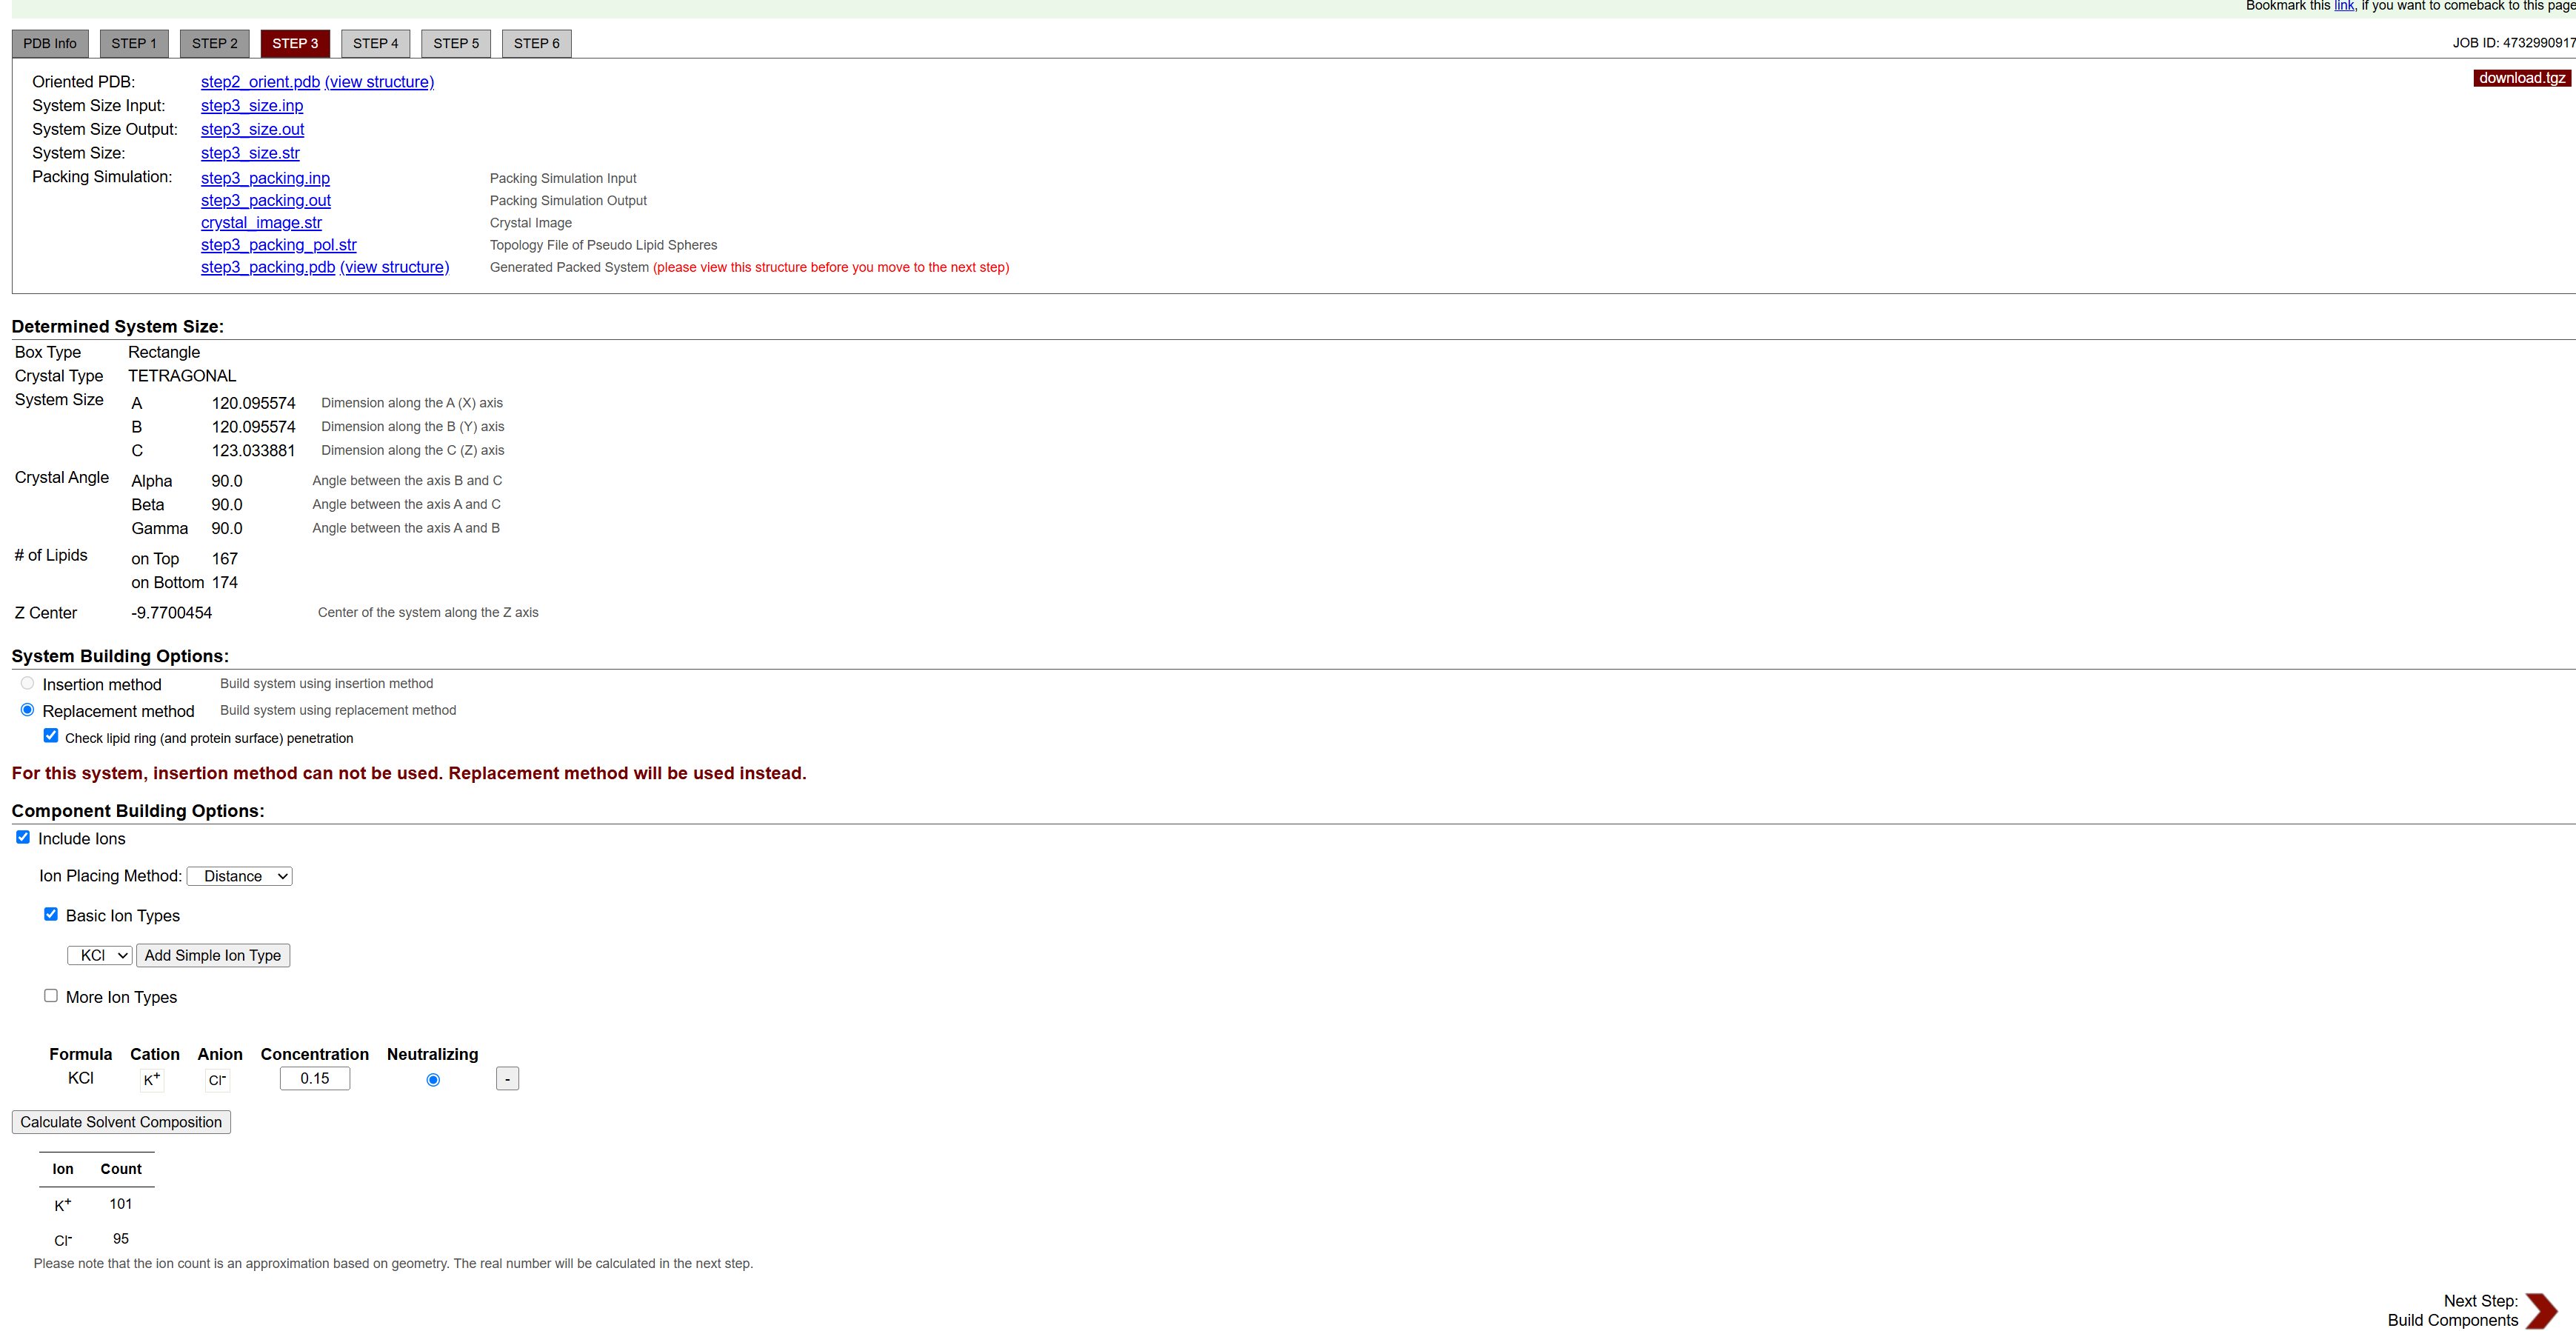 Bookmark this link, if you want to comeback to this page
PDB Info STEP 1 STEP 2 STEP 3 STEP 4 STEP 5 STEP 6 JOB ID: 4732990917
download.tgz
Oriented PDB: step2_orient.pdb (view structure)
System Size Input: step3_size.inp
System Size Output: step3_size.out
System Size: step3_size.str
Packing Simulation: step3_packing.inp Packing Simulation Input
step3_packing.out Packing Simulation Output
crystal_image.str Crystal Image
step3_packing_pol.str Topology File of Pseudo Lipid Spheres
step3_packing.pdb (view structure) Generated Packed System (please view this structure before you move to the next step)
Determined System Size:
Box Type Rectangle
Crystal Type TETRAGONAL
System Size A 120.095574 Dimension along the A (X) axis
B 120.095574 Dimension along the B (Y) axis
C 123.033881 Dimension along the C (Z) axis
Crystal Angle Alpha 90.0 Angle between the axis B and C
Beta 90.0 Angle between the axis A and C
Gamma 90.0 Angle between the axis A and B
# of Lipids on Top 167
on Bottom 174
Z Center -9.7700454 Center of the system along the Z axis
System Building Options:
Insertion method Build system using insertion method
Replacement method Build system using replacement method
Check lipid ring (and protein surface) penetration
For this system, insertion method can not be used. Replacement method will be used instead.
Component Building Options:
Include Ions
Ion Placing Method: Distance
Basic Ion Types
KCl Add Simple Ion Type
More Ion Types
Formula Cation Anion Concentration Neutralizing
KCl K+ Cl- 0.15 -
Calculate Solvent Composition
Ion Count
K+ 101
Cl- 95
Please note that the ion count is an approximation based on geometry. The real number will be calculated in the next step.
Next Step:
Build Components